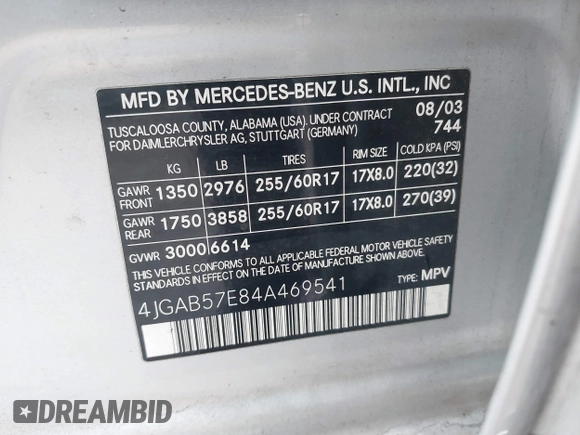 MFD BY MERCEDES-BENZ U.S. INTL., INC
TUSCALOOSA COUNTY, ALABAMA (USA). UNDER CONTRACT 08/03
FOR DAIMLERCHRYSLER AG, STUTTGART (GERMANY) 744
KG LB TIRES RIM SIZE COLD KPA (PSI)
GAWR FRONT 1350 2976 255/60R17 17X8.0 220(32)
GAWR REAR 1750 3858 255/60R17 17X8.0 270(39)
GVWR 3000 6614
THIS VEHICLE CONFORMS TO ALL APPLICABLE FEDERAL MOTOR VEHICLE SAFETY
STANDARDS IN EFFECT ON THE DATE OF MANUFACTURE SHOWN ABOVE.
4JGAB57E84A469541 TYPE: MPV
DREAMBID